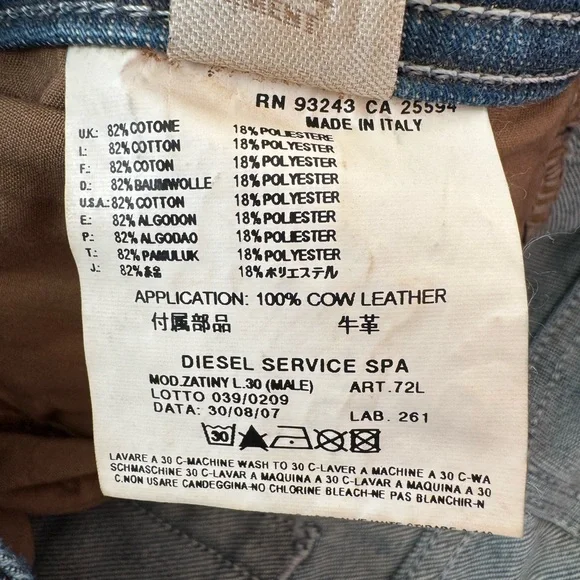 RN 93243 CA 25594
MADE IN ITALY
U.K.: 82% COTONE 18% POLIESTERE
I.: 82% COTTON 18% POLYESTER
F.: 82% COTTON 18% POLYESTER
D.: 82% BAUMWOLLE 18% POLYESTER
U.S.A.: 82% COTTON 18% POLYESTER
E.: 82% ALGODON 18% POLIESTER
P.: 82% ALGODAO 18% POLIESTER
T.: 82% PAMULUK 18% POLYESTER
J.: 82% 18% ポリエステル
APPLICATION: 100% COW LEATHER
付属部品 牛革
DIESEL SERVICE SPA
MOD.ZATINY L.30 (MALE) ART. 72L
LOTTO 039/0209
DATA: 30/08/07 LAB. 261
30
LAVARE A 30 C-MACHINE WASH TO 30 C-LAVER A MACHINE A 30 C-WA
SCHMASCHINE 30 C-LAVAR A MAQUINA A 30 C-LAVAR A MAQUINA A 30
C.NON USARE CANDEGGINA-NO CHLORINE BLEACH-NE PAS BLANCHIR-N